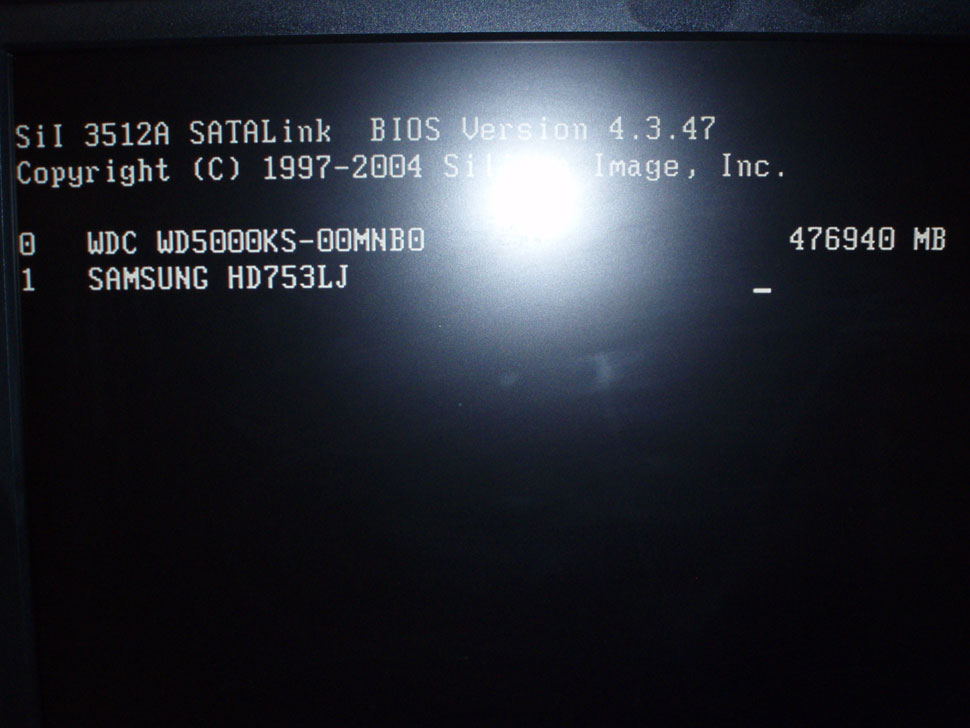 SiI 3512A SATALink BIOS Version 4.3.47
Copyright (C) 1997-2004 Image, Inc.
0 WDC WD5000KS-00MNB0 476940 MB
1 SAMSUNG HD753LJ